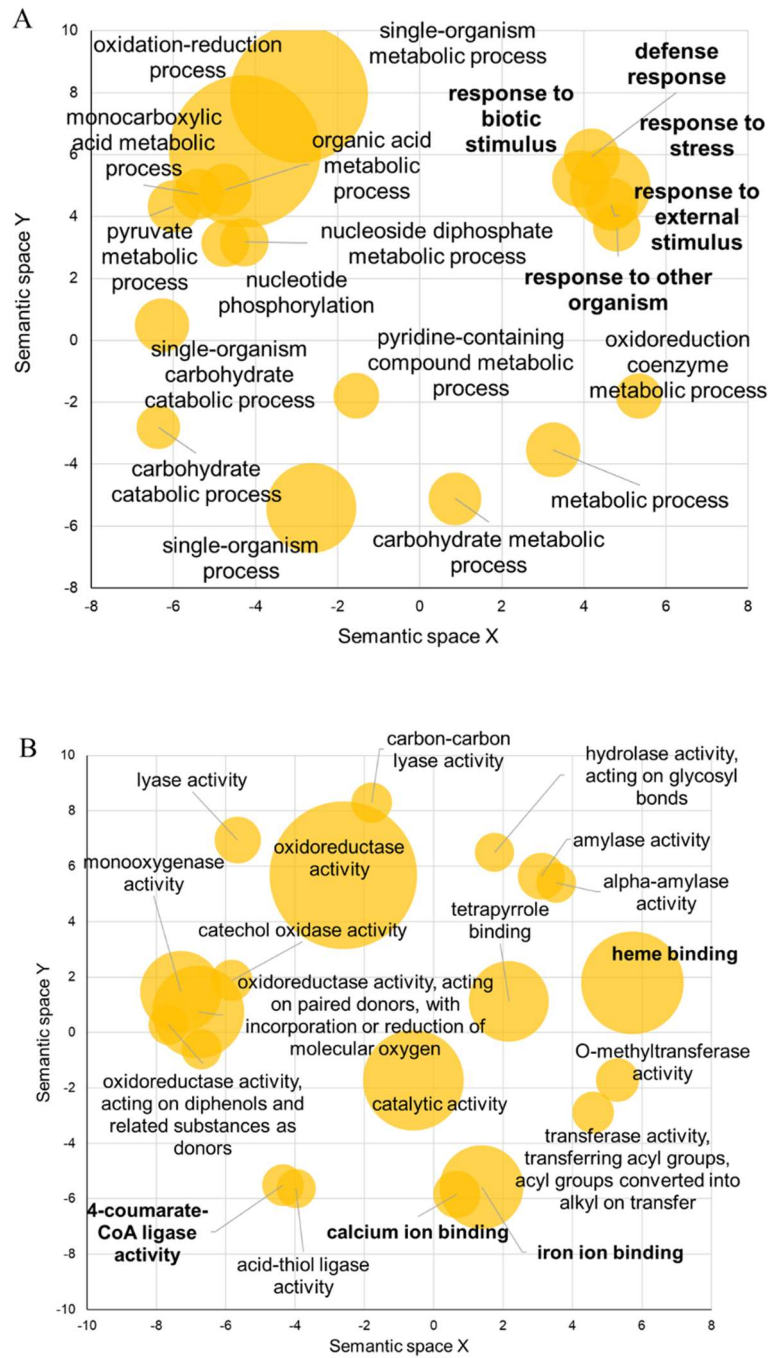 A
oxidation-reduction
process
single-organism
metabolic process
defense
response
monocarboxylic
acid metabolic
process
organic acid
metabolic
process
response to
biotic
stimulus
response to
stress
response to
external
stimulus
pyruvate
metabolic
process
nucleoside diphosphate
metabolic process
nucleotide
phosphorylation
response to other
organism
single-organism
carbohydrate
catabolic process
pyridine-containing
compound metabolic
process
oxidoreduction
coenzyme
metabolic process
carbohydrate
catabolic process
metabolic process
single-organism
process
carbohydrate metabolic
process
10
8
6
4
2
0
-2
-4
-6
-8
Semantic space Y
-8 -6 -4 -2 0 2 4 6 8
Semantic space X
B
carbon-carbon
lyase activity
hydrolase activity,
acting on glycosyl
bonds
lyase activity
oxidoreductase
activity
amylase activity
monooxygenase
activity
alpha-amylase
activity
tetrapyrrole
binding
catechol oxidase activity
heme binding
oxidoreductase activity, acting
on paired donors, with
incorporation or reduction of
molecular oxygen
O-methyltransferase
activity
oxidoreductase activity,
acting on diphenols and
related substances as
donors
catalytic activity
transferase activity,
transferring acyl groups,
acyl groups converted into
alkyl on transfer
4-coumarate-
CoA ligase
activity
calcium ion binding
iron ion binding
acid-thiol ligase
activity
10
8
6
4
2
0
-2
-4
-6
-8
-10
Semantic space Y
-10 -8 -6 -4 -2 0 2 4 6 8
Semantic space X